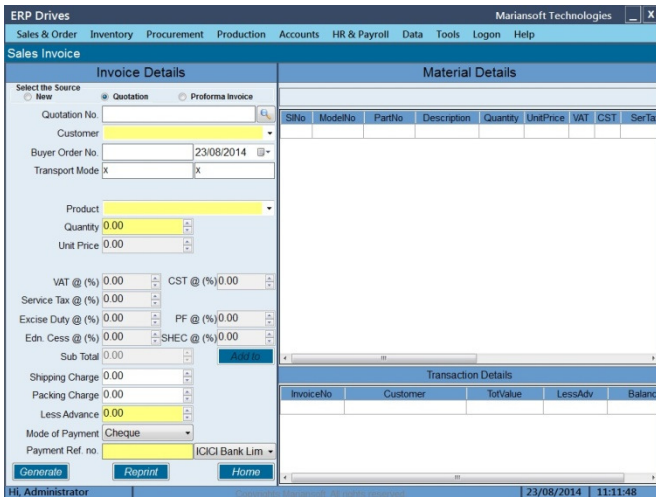 ERP Drives Mariansoft Technologies _ X
Sales & Order Inventory Procurement Production Accounts HR & Payroll Data Tools Logon Help
Sales Invoice
Invoice Details
Select the Source
New Quotation Proforma Invoice
Quotation No.
Customer
Buyer Order No. 23/08/2014
Transport Mode x x
Product
Quantity 0.00
Unit Price 0.00
VAT @ (%) 0.00 CST @ (%) 0.00
Service Tax @ (%) 0.00
Excise Duty @ (%) 0.00 PF @ (%) 0.00
Edn. Cess @ (%) 0.00 SHEC @ (%) 0.00
Sub Total 0.00 Add to
Shipping Charge 0.00
Packing Charge 0.00
Less Advance 0.00
Mode of Payment Cheque
Payment Ref. no. ICICI Bank Lim
Generate Reprint Home
Material Details
SlNo ModelNo PartNo Description Quantity UnitPrice VAT CST SerTa
Transaction Details
InvoiceNo Customer TotValue LessAdv Balanc
Hi, Administrator 23/08/2014 11:11:48